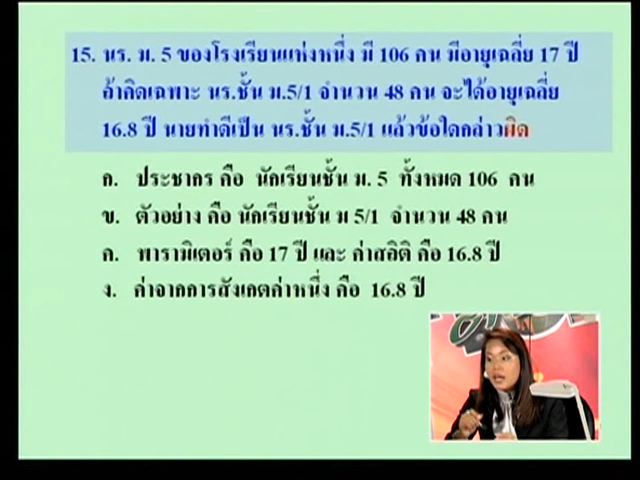 15. นร. ม. 5 ของโรงเรียนแห่งหนึ่ง มี 106 คน มีอายุเฉลี่ย 17 ปี
ถ้าคิดเฉพาะ นร.ชั้น ม.5/1 จำนวน 48 คน จะได้อายุเฉลี่ย
16.8 ปี นายทำดีเป็น นร.ชั้น ม.5/1 แล้วข้อใดกล่าวผิด
ก. ประชากร คือ นักเรียนชั้น ม. 5 ทั้งหมด 106 คน
ข. ตัวอย่าง คือ นักเรียนชั้น ม 5/1 จำนวน 48 คน
ค. พารามิเตอร์ คือ 17 ปี และ ค่าสถิติ คือ 16.8 ปี
ง. ค่าจากการสังเกตค่าหนึ่ง คือ 16.8 ปี